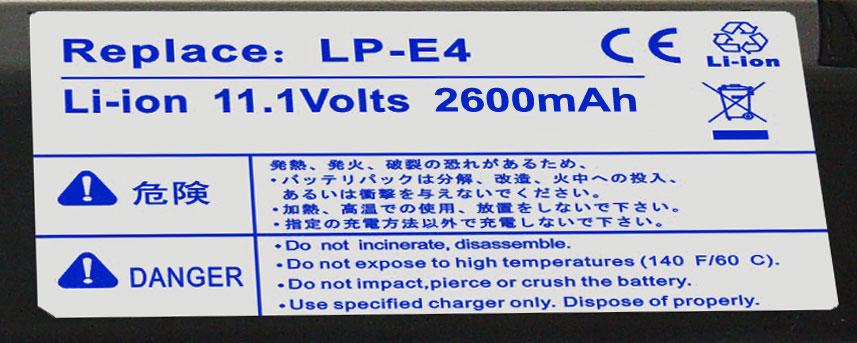 Replace: LP-E4
CE
Li-ion
Li-ion 11.1Volts 2600mAh
危険
発熱、発火、破裂の恐れがあるため、
・バッテリパックは分解、改造、火中への投入、
あるいは衝撃を与えないでください。
・加熱、高温での使用、放置をしないで下さい。
・指定の充電方法以外で充電しないで下さい。
DANGER
•Do not incinerate, disassemble.
•Do not expose to high temperatures (140 F/60 C).
•Do not impact,pierce or crush the battery.
•Use specified charger only. Dispose of properly.